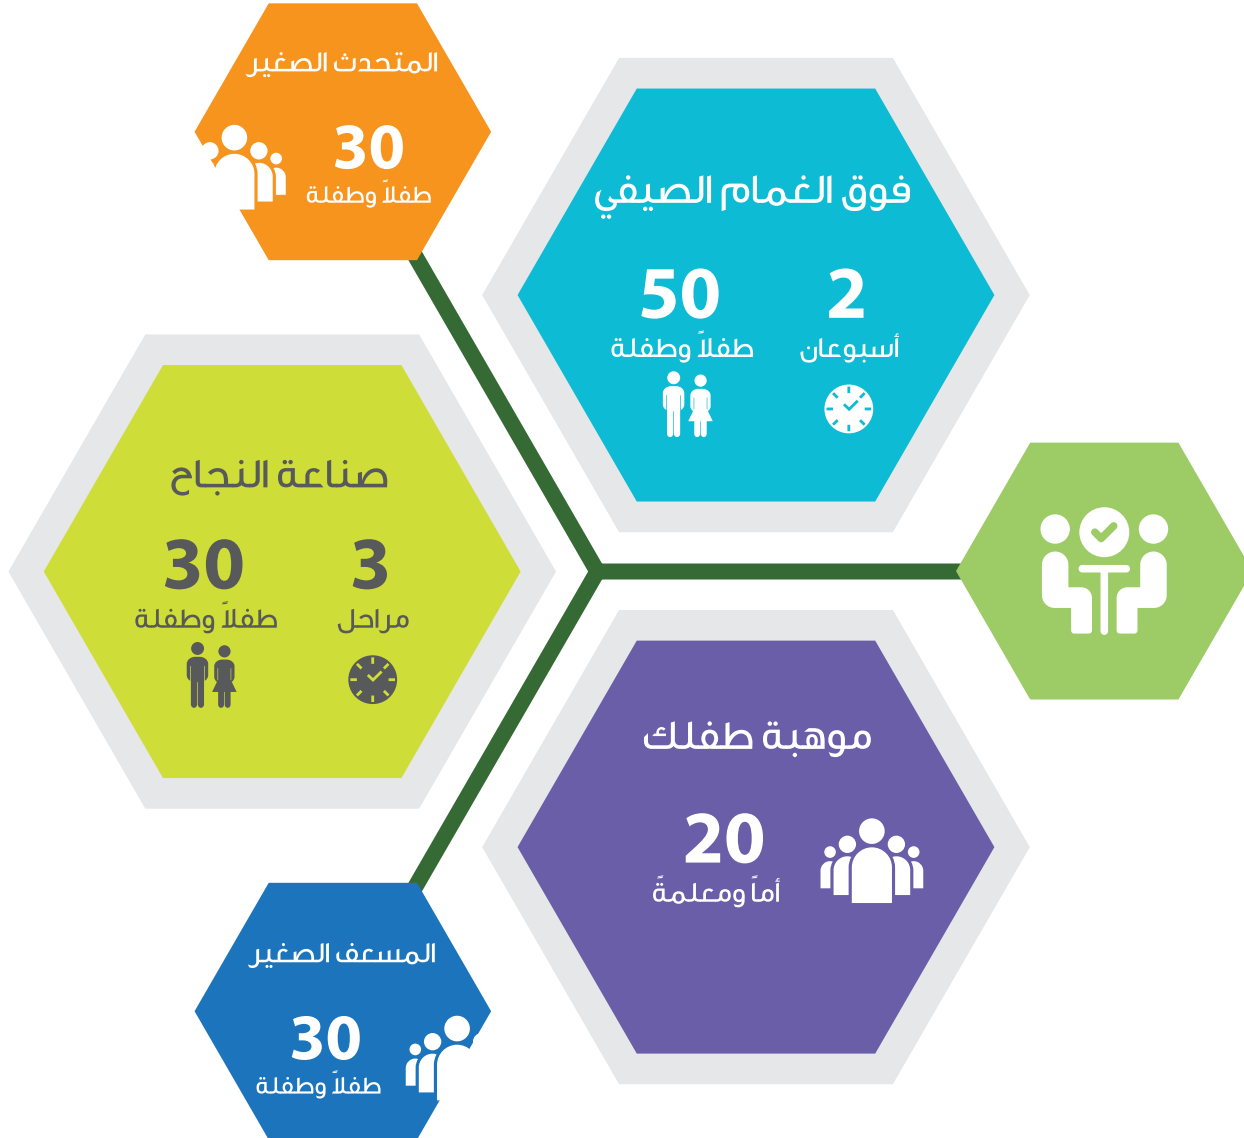 المتحدث الصغير
30
طفلاً وطفلة
فوق الغمام الصيفي
2
أسبوعان
50
طفلاً وطفلة
صناعة النجاح
3
مراحل
30
طفلاً وطفلة
موهبة طفلك
20
أماً ومعلمةً
المسعف الصغير
30
طفلاً وطفلة